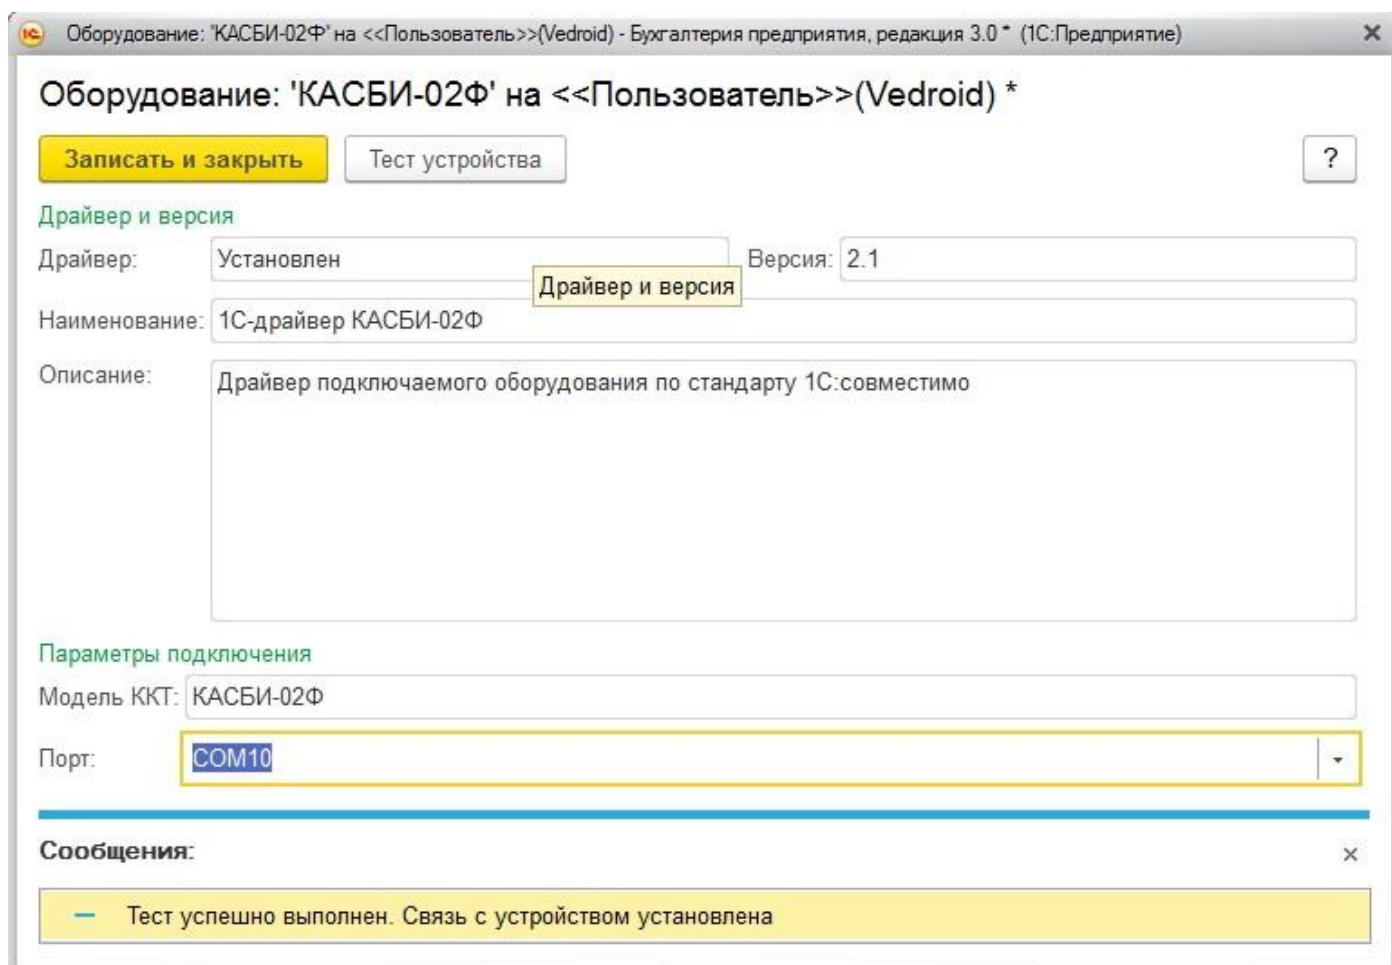 1С Оборудование: 'КАСБИ-02Ф' на <<Пользователь>>(Vedroid) - Бухгалтерия предприятия, редакция 3.0 * (1С:Предприятие)
Оборудование: 'КАСБИ-02Ф' на <<Пользователь>>(Vedroid) *
Записать и закрыть Тест устройства ?
Драйвер и версия
Драйвер: Установлен Версия: 2.1
Драйвер и версия
Наименование: 1С-драйвер КАСБИ-02Ф
Описание: Драйвер подключаемого оборудования по стандарту 1С:совместимо
Параметры подключения
Модель ККТ: КАСБИ-02Ф
Порт: COM10
Сообщения:
Тест успешно выполнен. Связь с устройством установлена